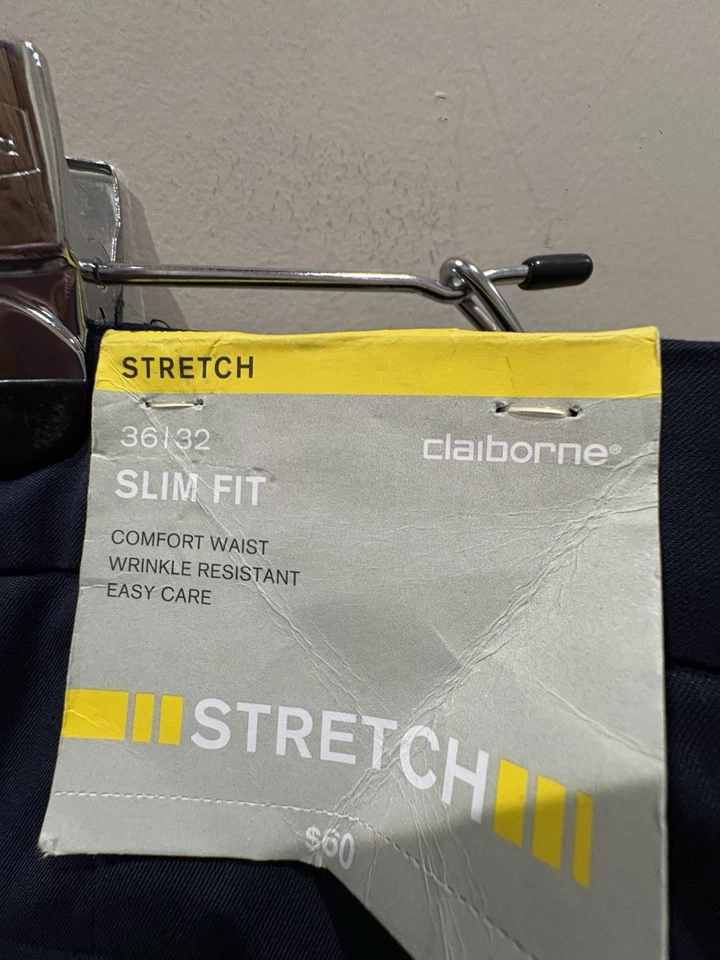 STRETCH
36|32
claiborne®
SLIM FIT
COMFORT WAIST
WRINKLE RESISTANT
EASY CARE
STRETCH
$60